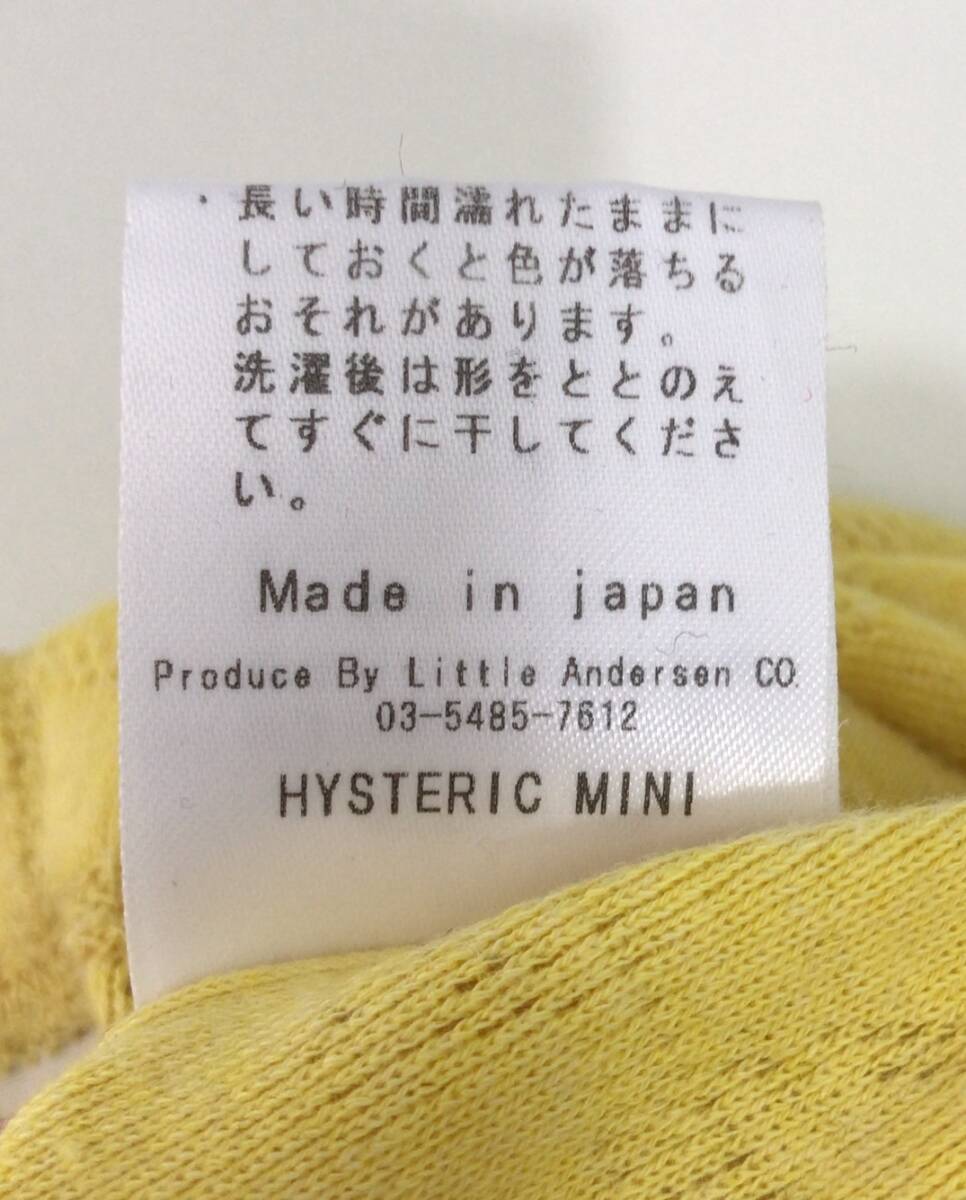 ・長い時間濡れたままに
しておくと色が落ちる
おそれがあります。
洗濯後は形をととのえ
てすぐに干してくださ
い。
Made in japan
Produce By Little Andersen CO.
03-5485-7612
HYSTERIC MINI